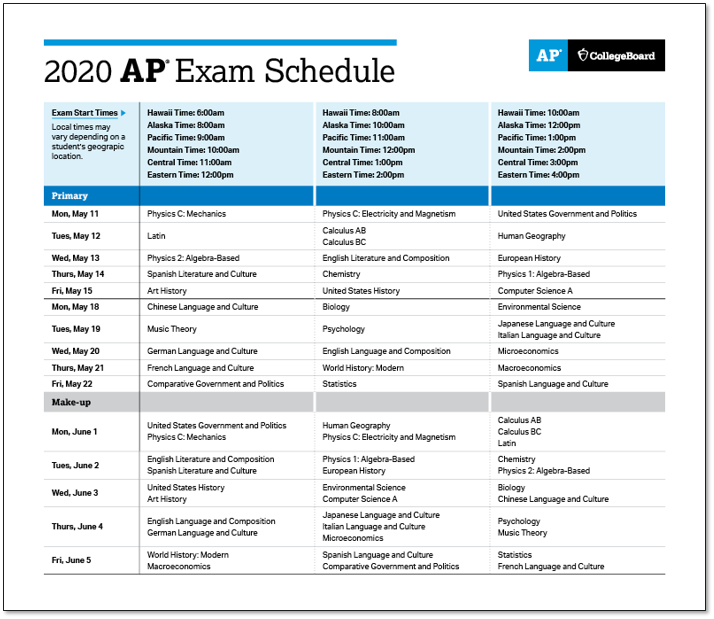 2020 AP® Exam Schedule
AP® CollegeBoard
Exam Start Times ▶
Local times may
vary depending on a
student's geograpic
location.
Hawaii Time: 6:00am
Alaska Time: 8:00am
Pacific Time: 9:00am
Mountain Time: 10:00am
Central Time: 11:00am
Eastern Time: 12:00pm
Hawaii Time: 8:00am
Alaska Time: 10:00am
Pacific Time: 11:00am
Mountain Time: 12:00pm
Central Time: 1:00pm
Eastern Time: 2:00pm
Hawaii Time: 10:00am
Alaska Time: 12:00pm
Pacific Time: 1:00pm
Mountain Time: 2:00pm
Central Time: 3:00pm
Eastern Time: 4:00pm
Primary
Mon, May 11 Physics C: Mechanics Physics C: Electricity and Magnetism United States Government and Politics
Tues, May 12 Latin
Calculus AB
Calculus BC
Human Geography
Wed, May 13 Physics 2: Algebra-Based English Literature and Composition European History
Thurs, May 14 Spanish Literature and Culture Chemistry Physics 1: Algebra-Based
Fri, May 15 Art History United States History Computer Science A
Mon, May 18 Chinese Language and Culture Biology Environmental Science
Tues, May 19 Music Theory Psychology
Japanese Language and Culture
Italian Language and Culture
Wed, May 20 German Language and Culture English Language and Composition Microeconomics
Thurs, May 21 French Language and Culture World History: Modern Macroeconomics
Fri, May 22 Comparative Government and Politics Statistics Spanish Language and Culture
Make-up
Mon, June 1
United States Government and Politics
Physics C: Mechanics
Human Geography
Physics C: Electricity and Magnetism
Calculus AB
Calculus BC
Latin
Tues, June 2
English Literature and Composition
Spanish Literature and Culture
Physics 1: Algebra-Based
European History
Chemistry
Physics 2: Algebra-Based
Wed, June 3
United States History
Art History
Environmental Science
Computer Science A
Biology
Chinese Language and Culture
Thurs, June 4
English Language and Composition
German Language and Culture
Japanese Language and Culture
Italian Language and Culture
Microeconomics
Psychology
Music Theory
Fri, June 5
World History: Modern
Macroeconomics
Spanish Language and Culture
Comparative Government and Politics
Statistics
French Language and Culture